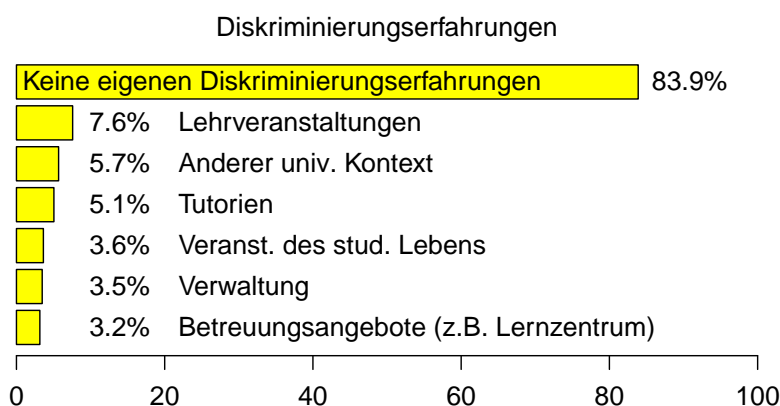 Diskriminierungserfahrungen
Keine eigenen Diskriminierungserfahrungen 83.9%
7.6% Lehrveranstaltungen
5.7% Anderer univ. Kontext
5.1% Tutorien
3.6% Veranst. des stud. Lebens
3.5% Verwaltung
3.2% Betreuungsangebote (z.B. Lernzentrum)
0 20 40 60 80 100